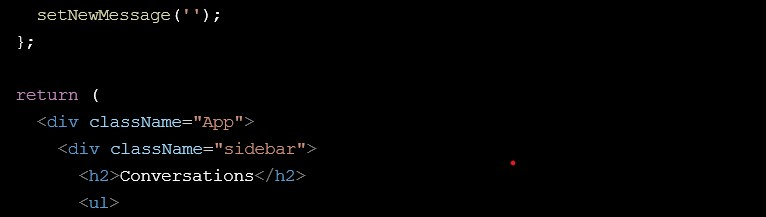 setNewMessage('');
};
return (
<div className="App">
<div className="sidebar">
<h2>Conversations</h2>
<ul>